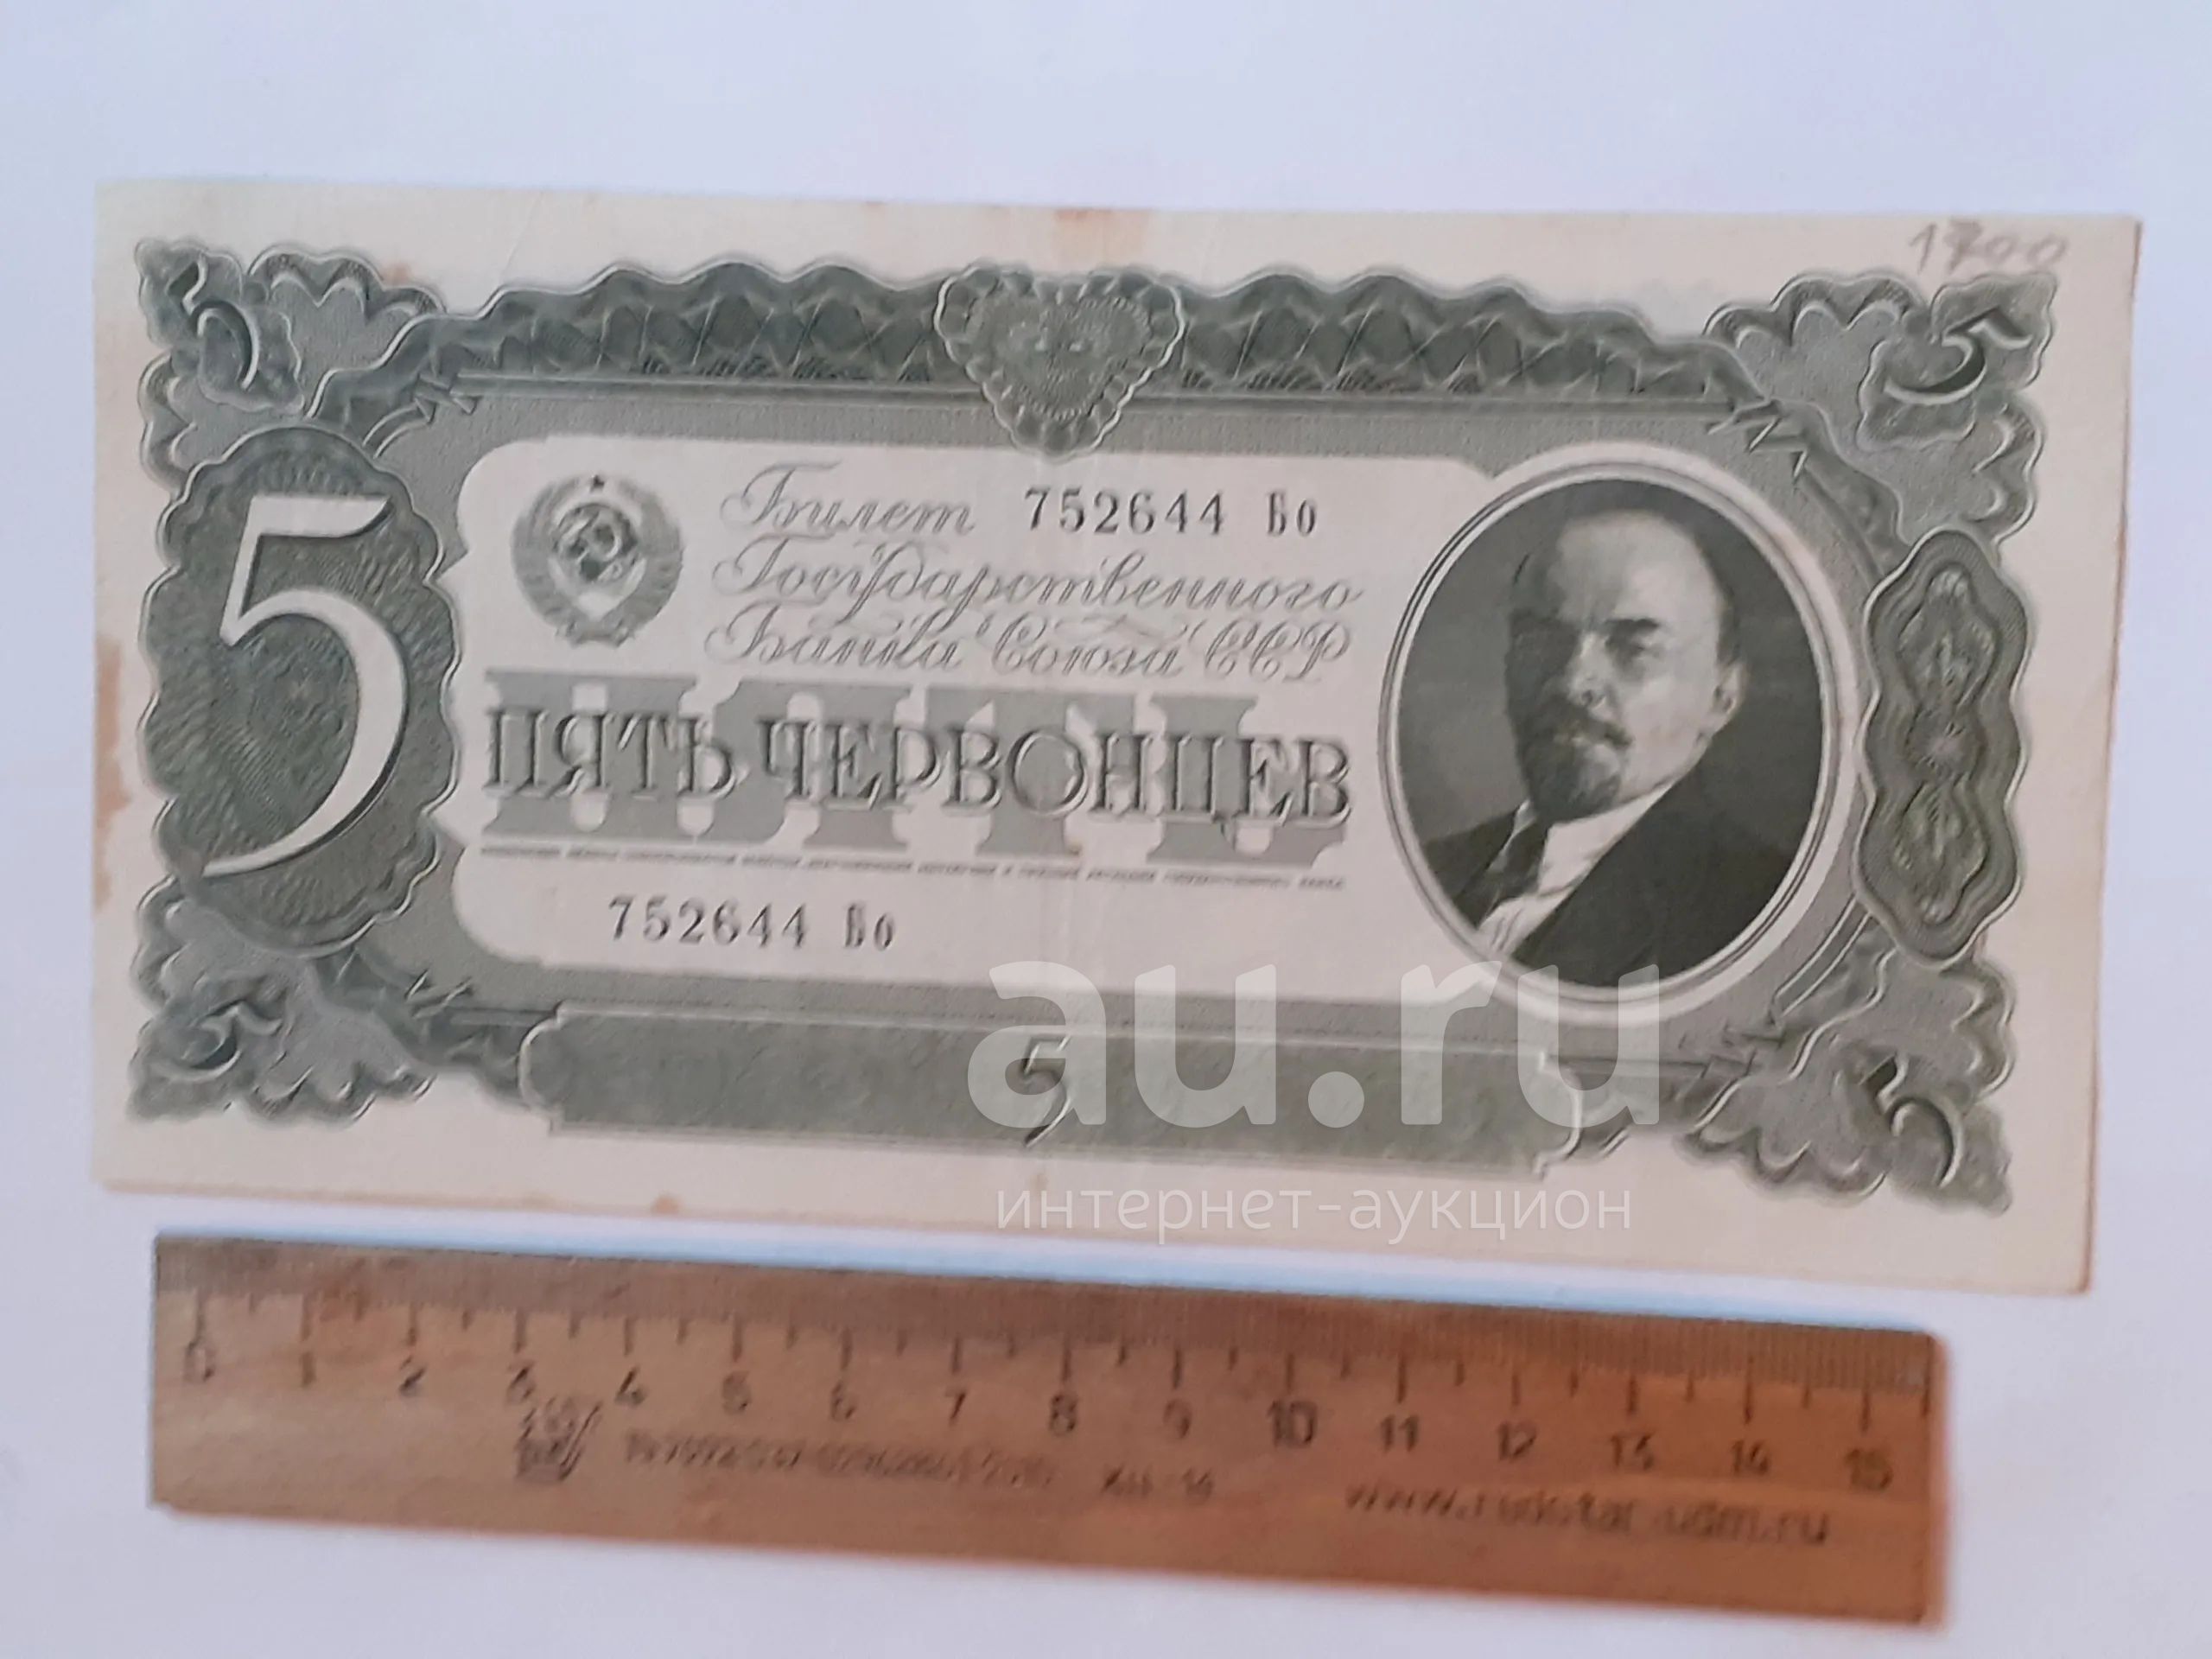 1700
5 5
Билет 752644 Бо
Государственного
Банка Союза ССР
5
ПЯТЬ
ПЯТЬ ЧЕРВОНЦЕВ
752644 Бо
au.ru
5 5 5
интернет-аукцион
0 1 2 3 4 5 6 7 8 9 10 11 12 13 14 15